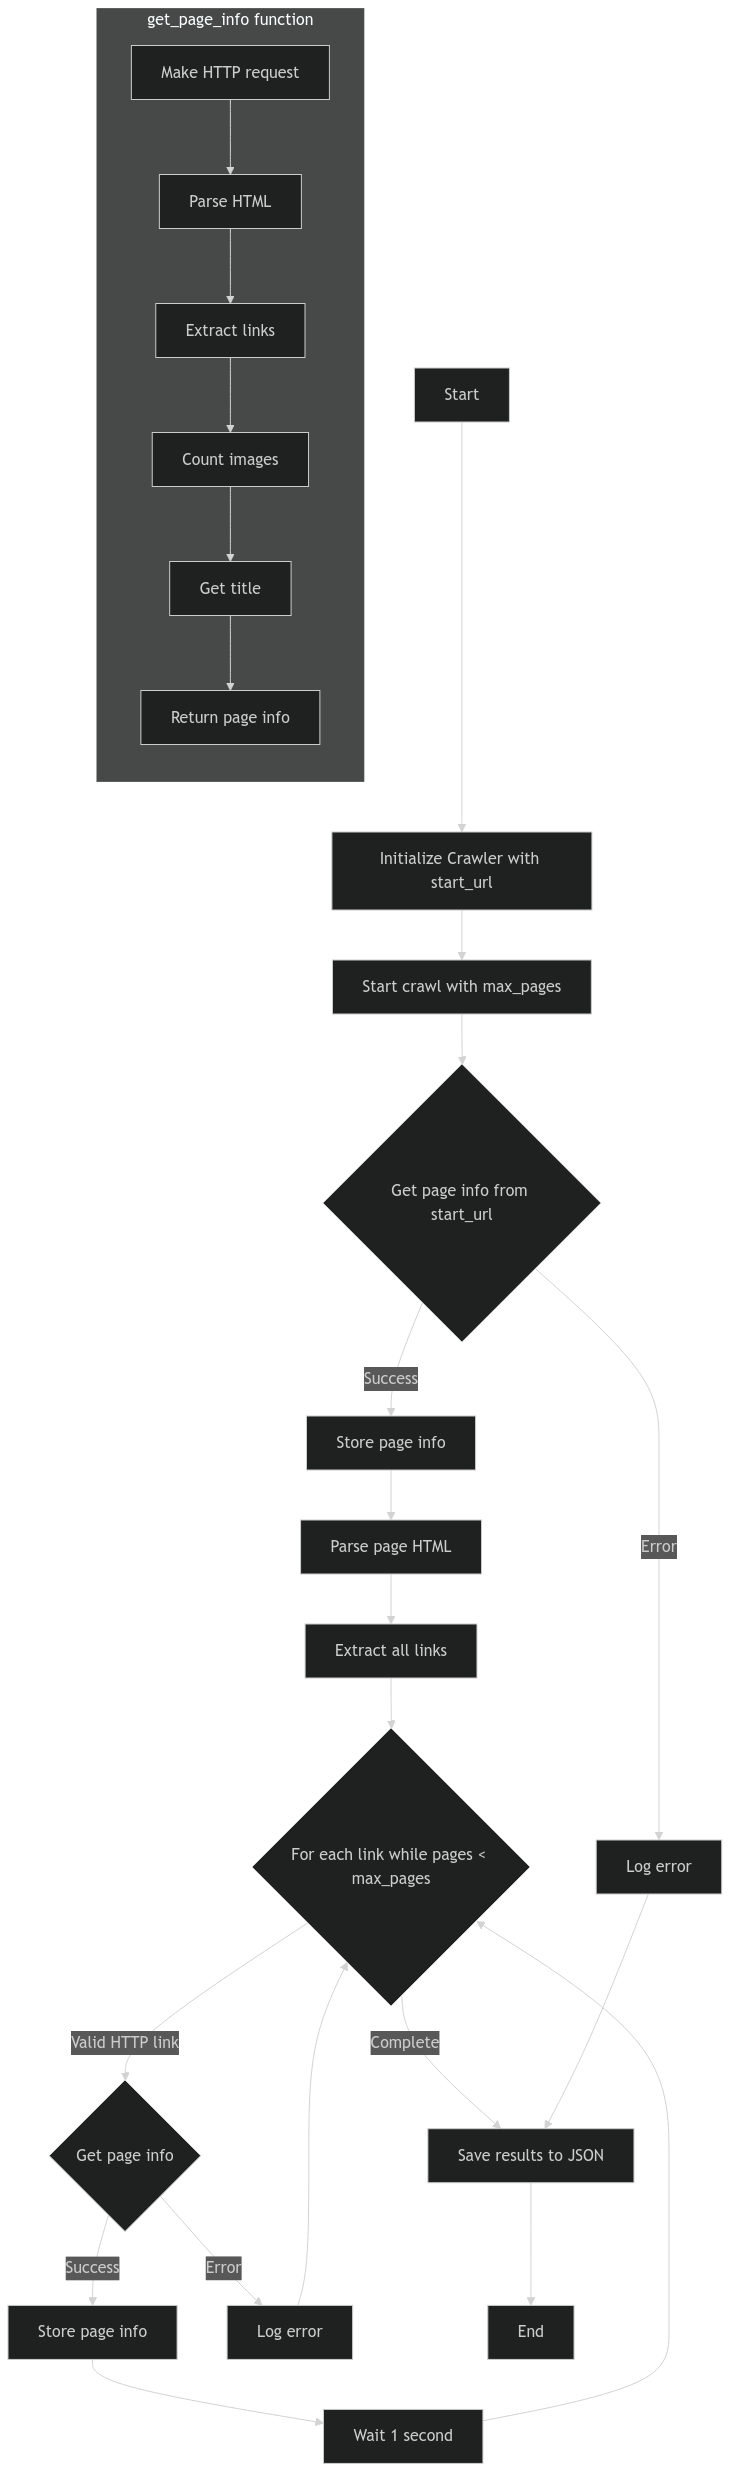 get_page_info function
Make HTTP request
Parse HTML
Extract links
Count images
Get title
Return page info
Start
Initialize Crawler with
start_url
Start crawl with max_pages
Get page info from
start_url
Success
Error
Store page info
Parse page HTML
Extract all links
For each link while pages <
max_pages
Log error
Valid HTTP link
Complete
Get page info
Save results to JSON
Success
Error
Store page info
Log error
End
Wait 1 second